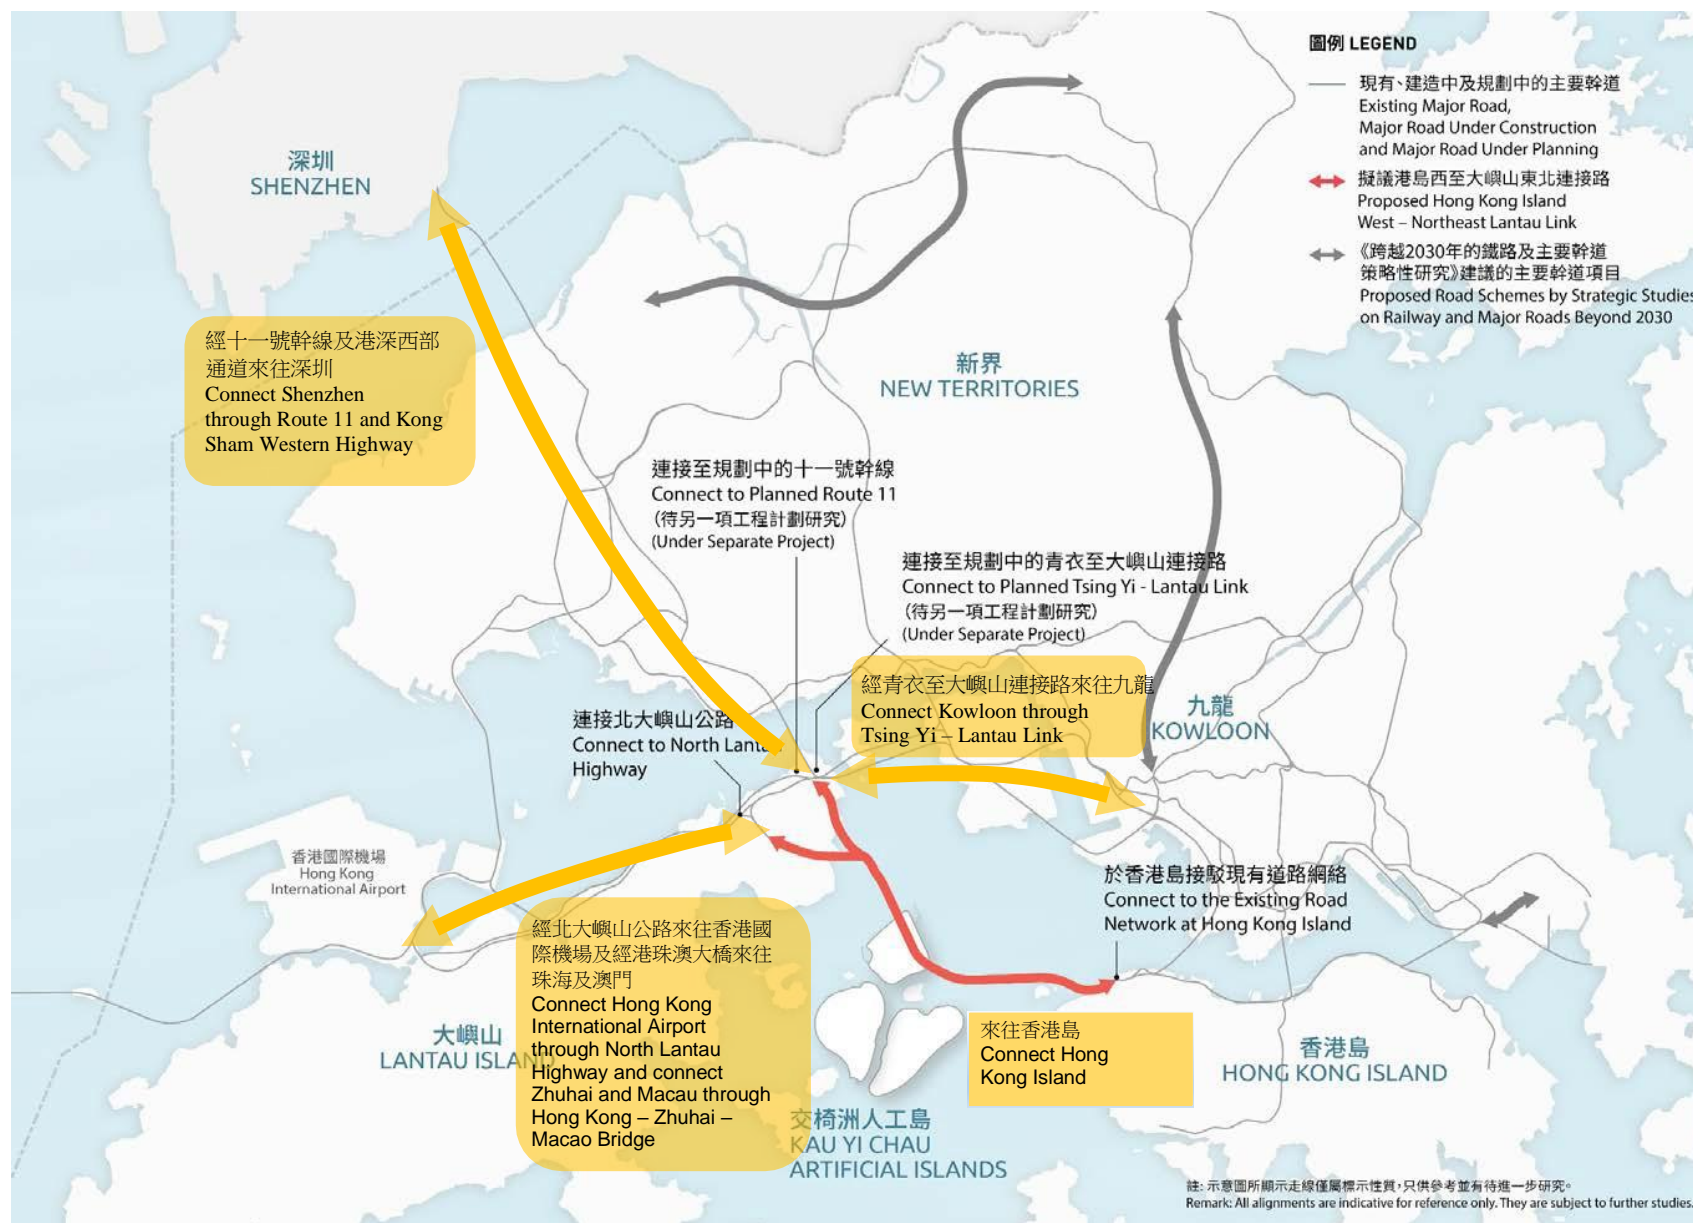 圖例 LEGEND
現有、建造中及規劃中的主要幹道
Existing Major Road,
Major Road Under Construction
and Major Road Under Planning
擬議港島西至大嶼山東北連接路
Proposed Hong Kong Island
West – Northeast Lantau Link
《跨越2030年的鐵路及主要幹道
策略性研究》建議的主要幹道項目
Proposed Road Schemes by Strategic Studies
on Railway and Major Roads Beyond 2030
深圳
SHENZHEN
經十一號幹線及港深西部
通道來往深圳
Connect Shenzhen
through Route 11 and Kong
Sham Western Highway
新界
NEW TERRITORIES
連接至規劃中的十一號幹線
Connect to Planned Route 11
(待另一項工程計劃研究)
(Under Separate Project)
連接至規劃中的青衣至大嶼山連接路
Connect to Planned Tsing Yi - Lantau Link
(待另一項工程計劃研究)
(Under Separate Project)
經青衣至大嶼山連接路來往九龍
Connect Kowloon through
Tsing Yi – Lantau Link
九龍
KOWLOON
連接北大嶼山公路
Connect to North Lantau
Highway
香港國際機場
Hong Kong
International Airport
於香港島接駁現有道路網絡
Connect to the Existing Road
Network at Hong Kong Island
經北大嶼山公路來往香港國
際機場及經港珠澳大橋來往
珠海及澳門
Connect Hong Kong
International Airport
through North Lantau
Highway and connect
Zhuhai and Macau through
Hong Kong – Zhuhai –
Macao Bridge
大嶼山
LANTAU ISLAND
來往香港島
Connect Hong
Kong Island
香港島
HONG KONG ISLAND
交椅洲人工島
KAU YI CHAU
ARTIFICIAL ISLANDS
註: 示意圖所顯示走線僅屬標示性質,只供參考並有待進一步研究。
Remark: All alignments are indicative for reference only. They are subject to further studies.